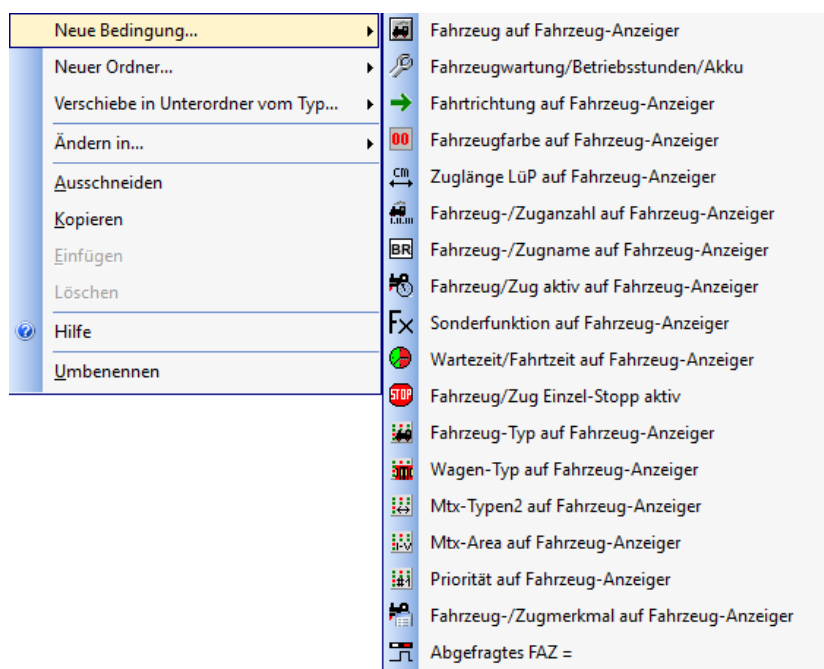 Neue Bedingung...
Neuer Ordner...
Verschiebe in Unterordner vom Typ...
Ändern in...
Ausschneiden
Kopieren
Einfügen
Löschen
Hilfe
Umbenennen
Fahrzeug auf Fahrzeug-Anzeiger
Fahrzeugwartung/Betriebsstunden/Akku
Fahrtrichtung auf Fahrzeug-Anzeiger
00 Fahrzeugfarbe auf Fahrzeug-Anzeiger
cm Zuglänge LüP auf Fahrzeug-Anzeiger
I.II.III Fahrzeug-/Zuganzahl auf Fahrzeug-Anzeiger
BR Fahrzeug-/Zugname auf Fahrzeug-Anzeiger
Fahrzeug/Zug aktiv auf Fahrzeug-Anzeiger
Fx Sonderfunktion auf Fahrzeug-Anzeiger
Wartezeit/Fahrtzeit auf Fahrzeug-Anzeiger
STOP Fahrzeug/Zug Einzel-Stopp aktiv
Fahrzeug-Typ auf Fahrzeug-Anzeiger
Wagen-Typ auf Fahrzeug-Anzeiger
Mtx-Typen2 auf Fahrzeug-Anzeiger
I-V Mtx-Area auf Fahrzeug-Anzeiger
#1 Priorität auf Fahrzeug-Anzeiger
Fahrzeug-/Zugmerkmal auf Fahrzeug-Anzeiger
Abgefragtes FAZ =